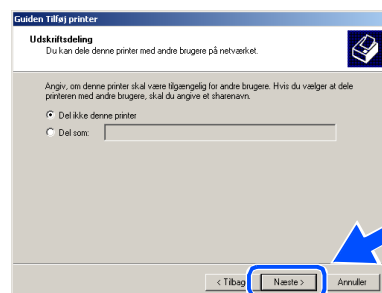 Guiden Tilføj printer
Udskriftsdeling
Du kan dele denne printer med andre brugere på netværket.
Angiv, om denne printer skal være tilgængelig for andre brugere. Hvis du vælger at dele
printeren med andre brugere, skal du angive et sharenavn.
Del ikke denne printer
Del som:
< Tilbag Næste > Annuller